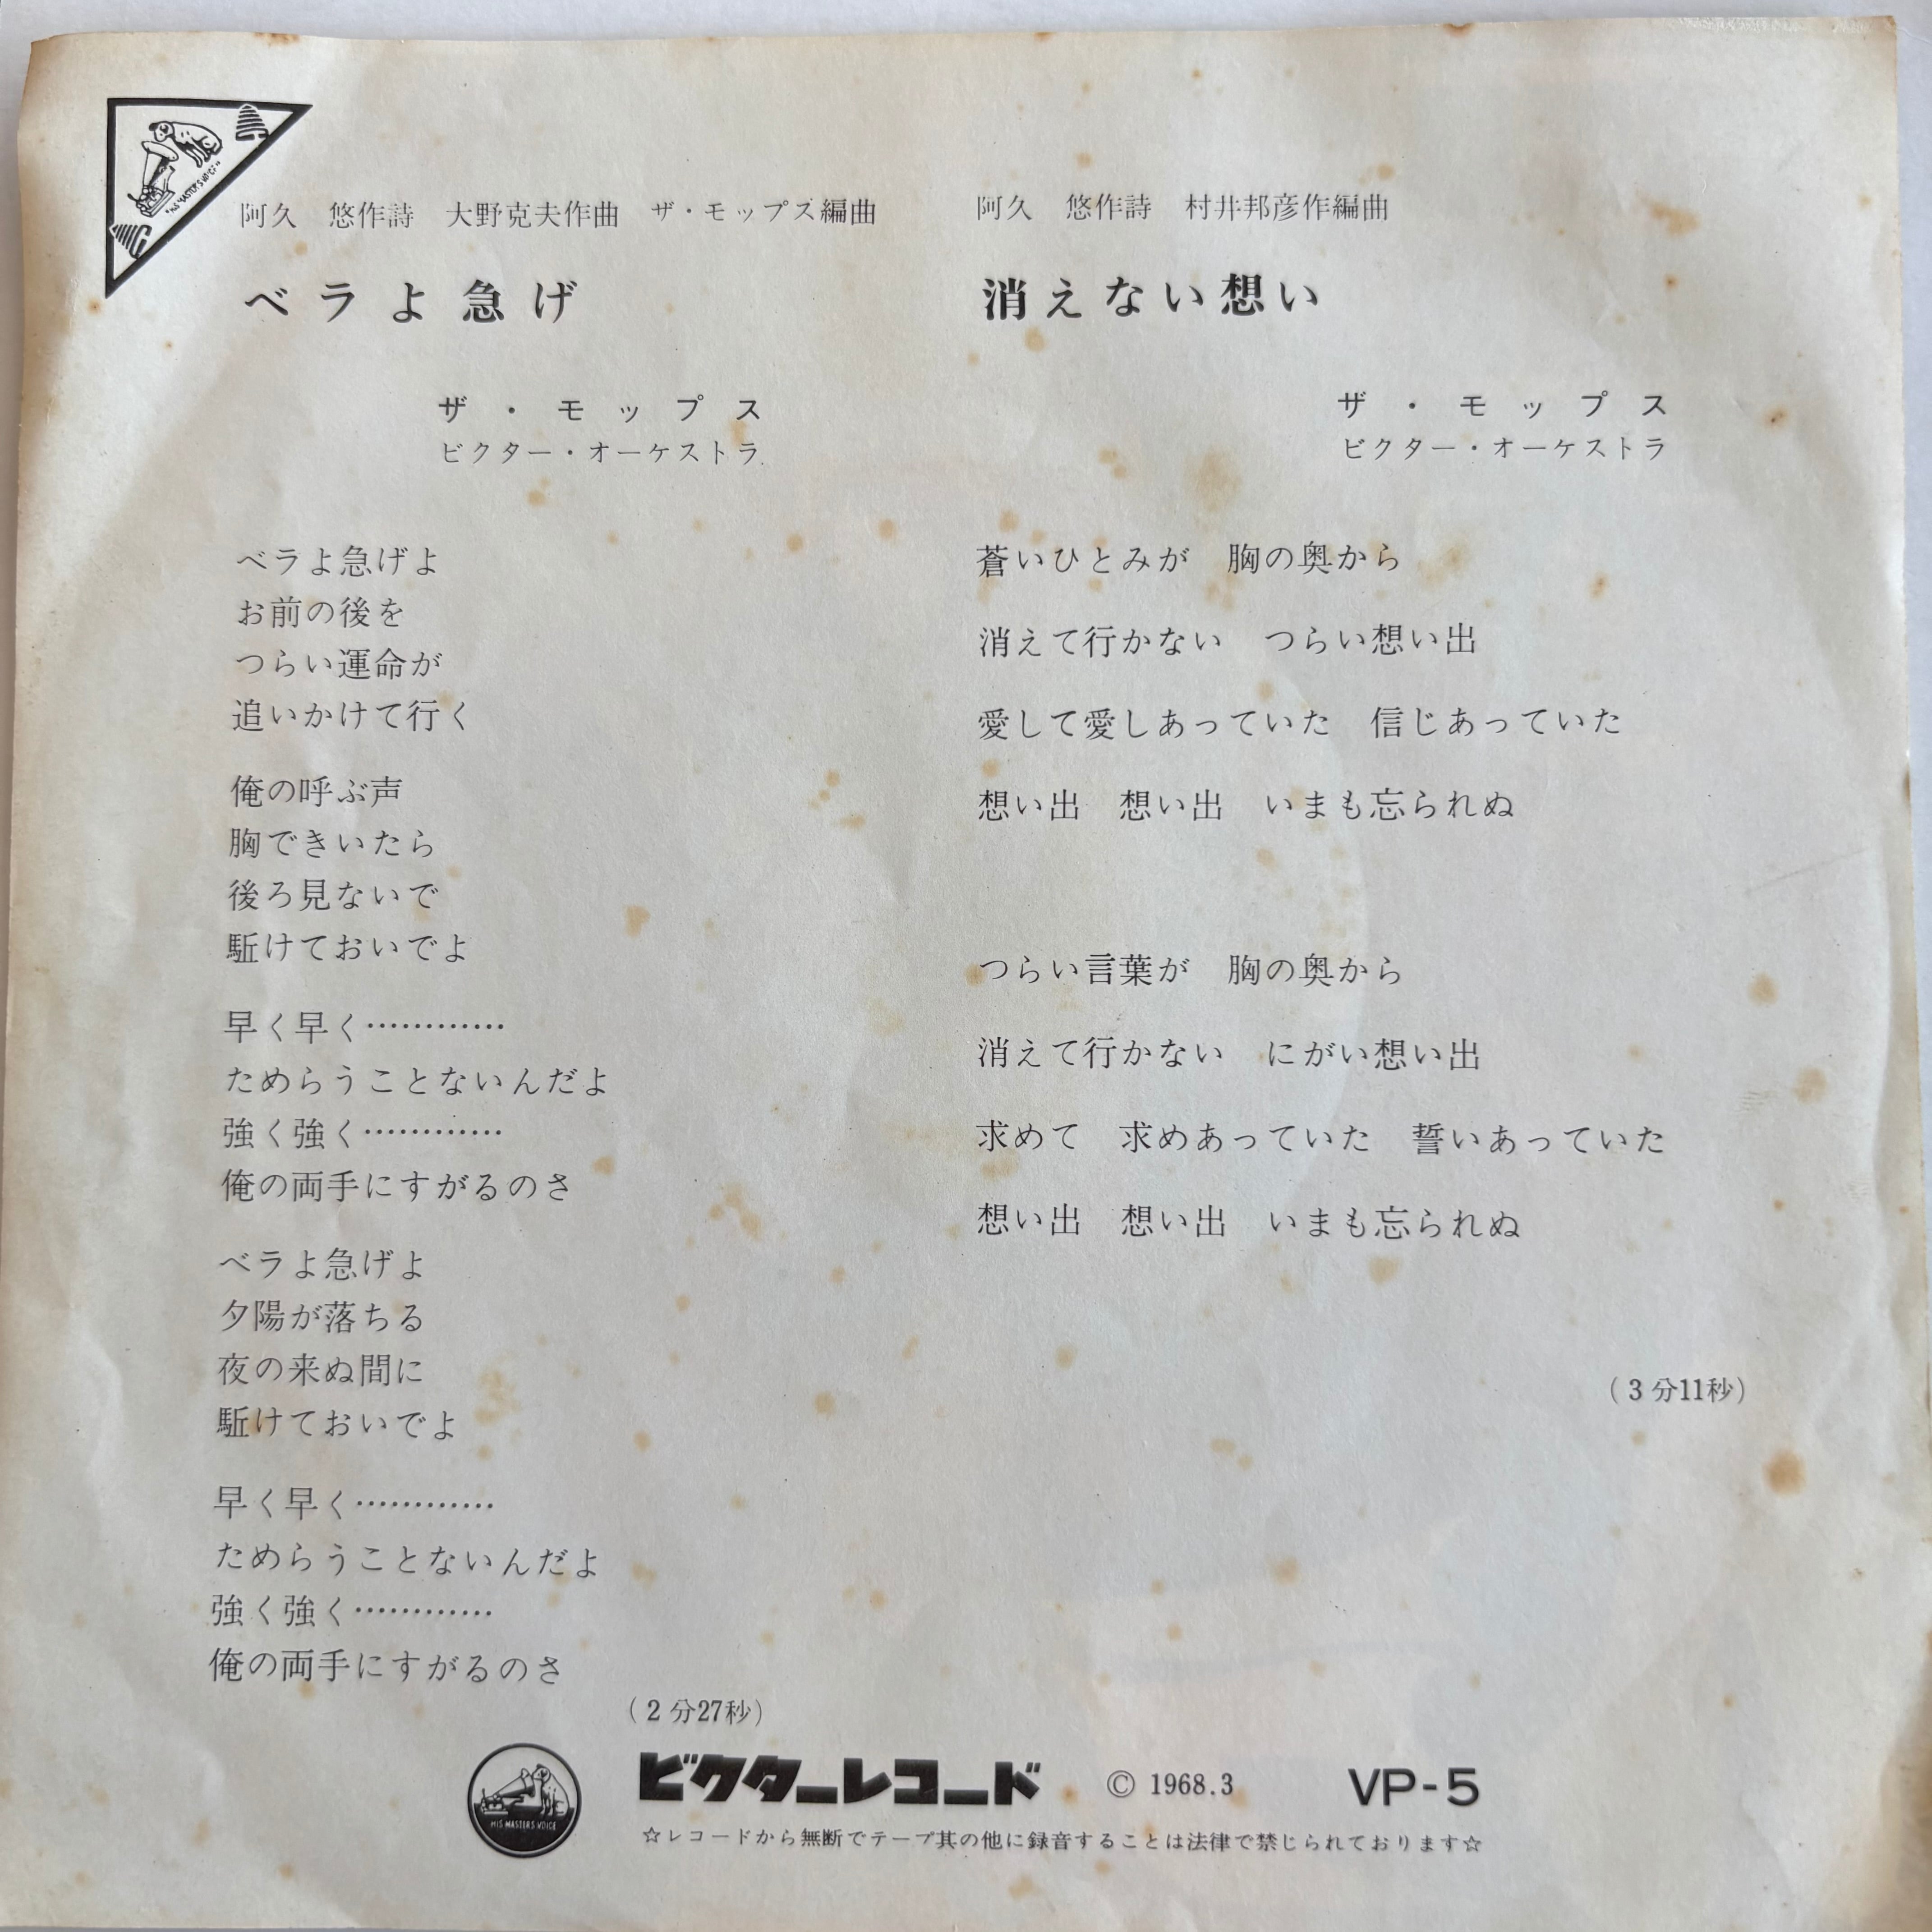 "HIS MASTER'S VOICE"
阿久　悠作詩　大野克夫作曲　ザ・モップス編曲
ベラよ急げ
ザ・モップス
ビクター・オーケストラ
ベラよ急げよ
お前の後を
つらい運命が
追いかけて行く
俺の呼ぶ声
胸できいたら
後ろ見ないで
駈けておいでよ
早く早く…………
ためらうことないんだよ
強く強く…………
俺の両手にすがるのさ
ベラよ急げよ
夕陽が落ちる
夜の来ぬ間に
駈けておいでよ
早く早く…………
ためらうことないんだよ
強く強く…………
俺の両手にすがるのさ
(2分27秒)
阿久　悠作詩　村井邦彦作編曲
消えない想い
ザ・モップス
ビクター・オーケストラ
蒼いひとみが　胸の奥から
消えて行かない　つらい想い出
愛して愛しあっていた　信じあっていた
想い出　想い出　いまも忘られぬ
つらい言葉が　胸の奥から
消えて行かない　にがい想い出
求めて　求めあっていた　誓いあっていた
想い出　想い出　いまも忘られぬ
(3分11秒)
HIS MASTERS VOICE
ビクターレコード　© 1968.3　VP-5
☆レコードから無断でテープ其の他に録音することは法律で禁じられております☆